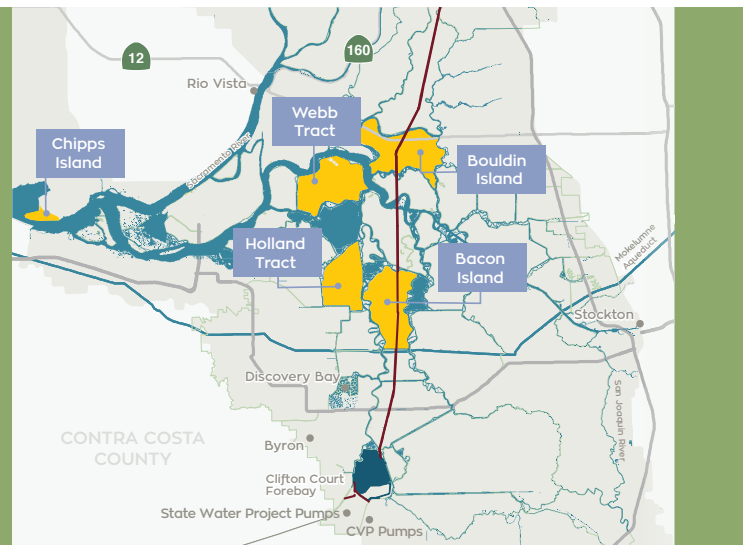 12
160
Rio Vista
Webb
Tract
Chipps
Island
Sacramento River
Bouldin
Island
Holland
Tract
Bacon
Island
Mokelumne
Aqueduct
Stockton
Discovery Bay
San Joaquin River
CONTRA COSTA
COUNTY
Byron
Clifton Court
Forebay
State Water Project Pumps
CVP Pumps